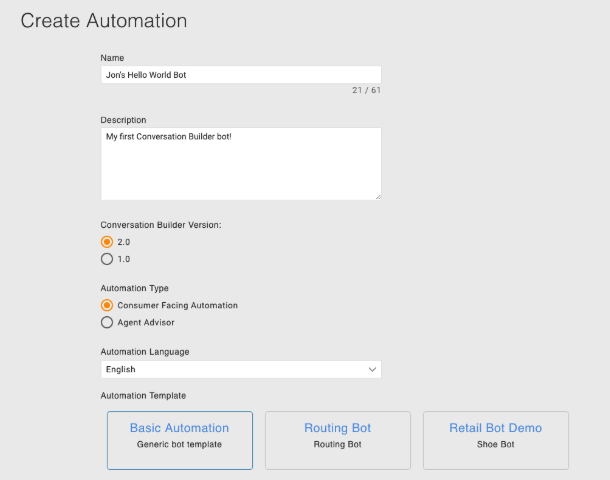 Create Automation
Name
Jon's Hello World Bot
21 / 61
Description
My first Conversation Builder bot!
Conversation Builder Version:
2.0
1.0
Automation Type
Consumer Facing Automation
Agent Advisor
Automation Language
English
Automation Template
Basic Automation
Generic bot template
Routing Bot
Routing Bot
Retail Bot Demo
Shoe Bot